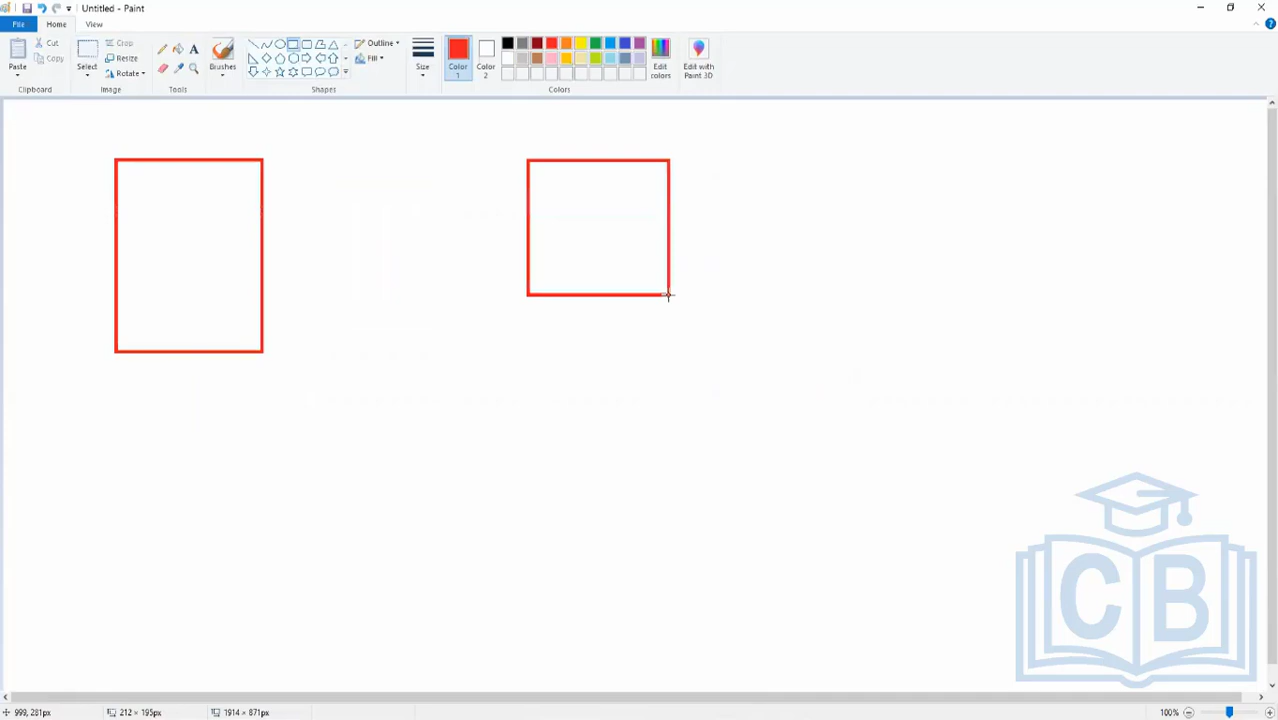 Untitled - Paint
File Home View
Paste Cut Copy Clipboard
Select Crop Resize Rotate Image
Tools
Brushes
Shapes
Outline Fill
Size
Color 1
Color 2
Edit colors
Colors
Edit with Paint 3D
CB
999, 281px 212 × 195px 1914 × 871px 100%